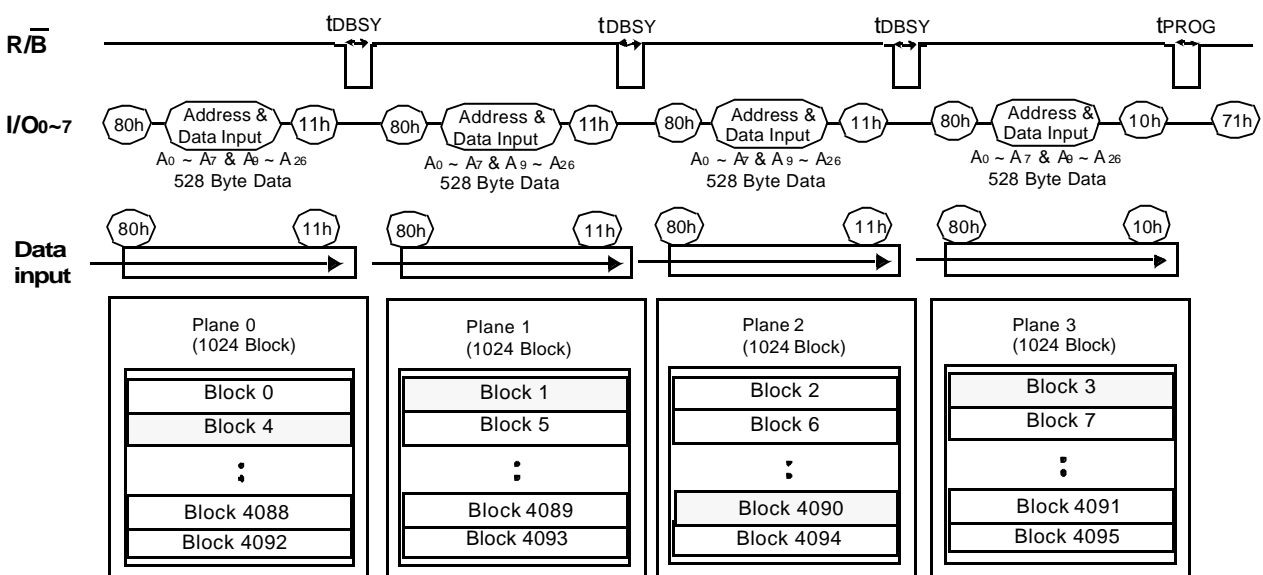 tDBSY tDBSY tDBSY tPROG
R/B
I/O0~7 80h Address & Data Input 11h 80h Address & Data Input 11h 80h Address & Data Input 11h 80h Address & Data Input 10h 71h
A0 ~ A7 & A9 ~ A26 A0 ~ A7 & A9 ~ A26 A0 ~ A7 & A9 ~ A26 A0 ~ A7 & A9 ~ A26
528 Byte Data 528 Byte Data 528 Byte Data 528 Byte Data
80h 11h 80h 11h 80h 11h 80h 10h
Data
input
Plane 0 Plane 1 Plane 2 Plane 3
(1024 Block) (1024 Block) (1024 Block) (1024 Block)
Block 0 Block 1 Block 2 Block 3
Block 4 Block 5 Block 6 Block 7
Block 4088 Block 4089 Block 4090 Block 4091
Block 4092 Block 4093 Block 4094 Block 4095